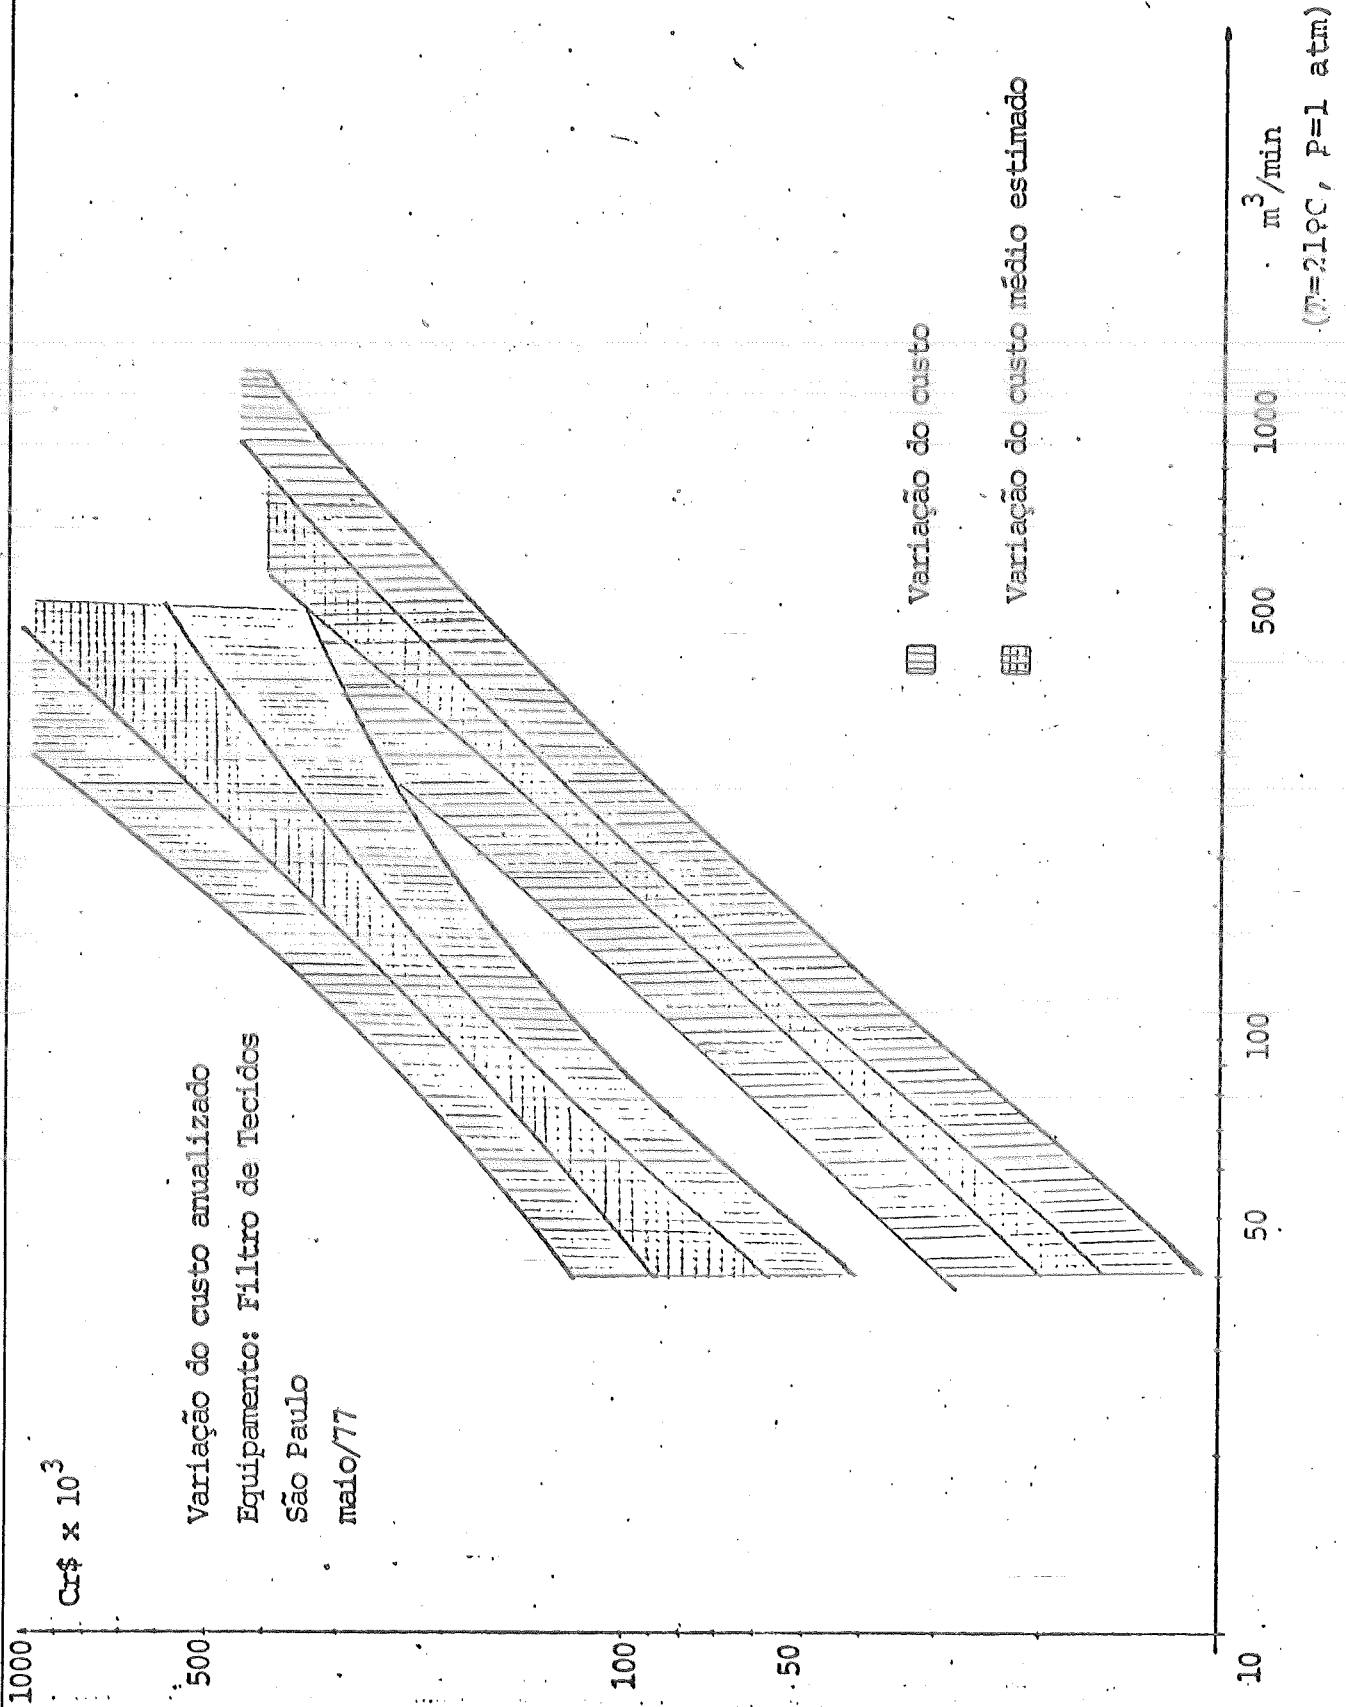 Cr$ x 10³
Variação do custo anualizado
Equipamento: Filtro de Tecidos
São Paulo
maio/77
1000
500
100
50
10
50
100
500
1000
m³/min
(T=21ºC, P=1 atm)
Variação do custo
Variação do custo médio estimado